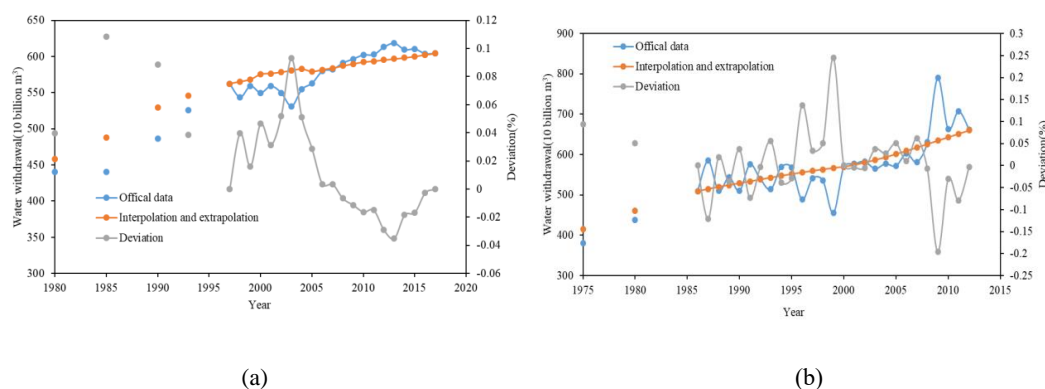 650
600
550
500
450
400
350
300
Water withdrawal(10 billion m³)
0.12
0.1
0.08
0.06
0.04
0.02
0
-0.02
-0.04
-0.06
Deviation(%)
Offical data
Interpolation and extrapolation
Deviation
1980 1985 1990 1995 2000 2005 2010 2015 2020
Year
(a)
900
800
700
600
500
400
300
Water wtihdrawal(10 billion m³)
0.3
0.25
0.2
0.15
0.1
0.05
0
-0.05
-0.1
-0.15
-0.2
-0.25
Deviation(%)
Offical data
Interpolation and extrapolation
Deviation
1975 1980 1985 1990 1995 2000 2005 2010 2015
Year
(b)